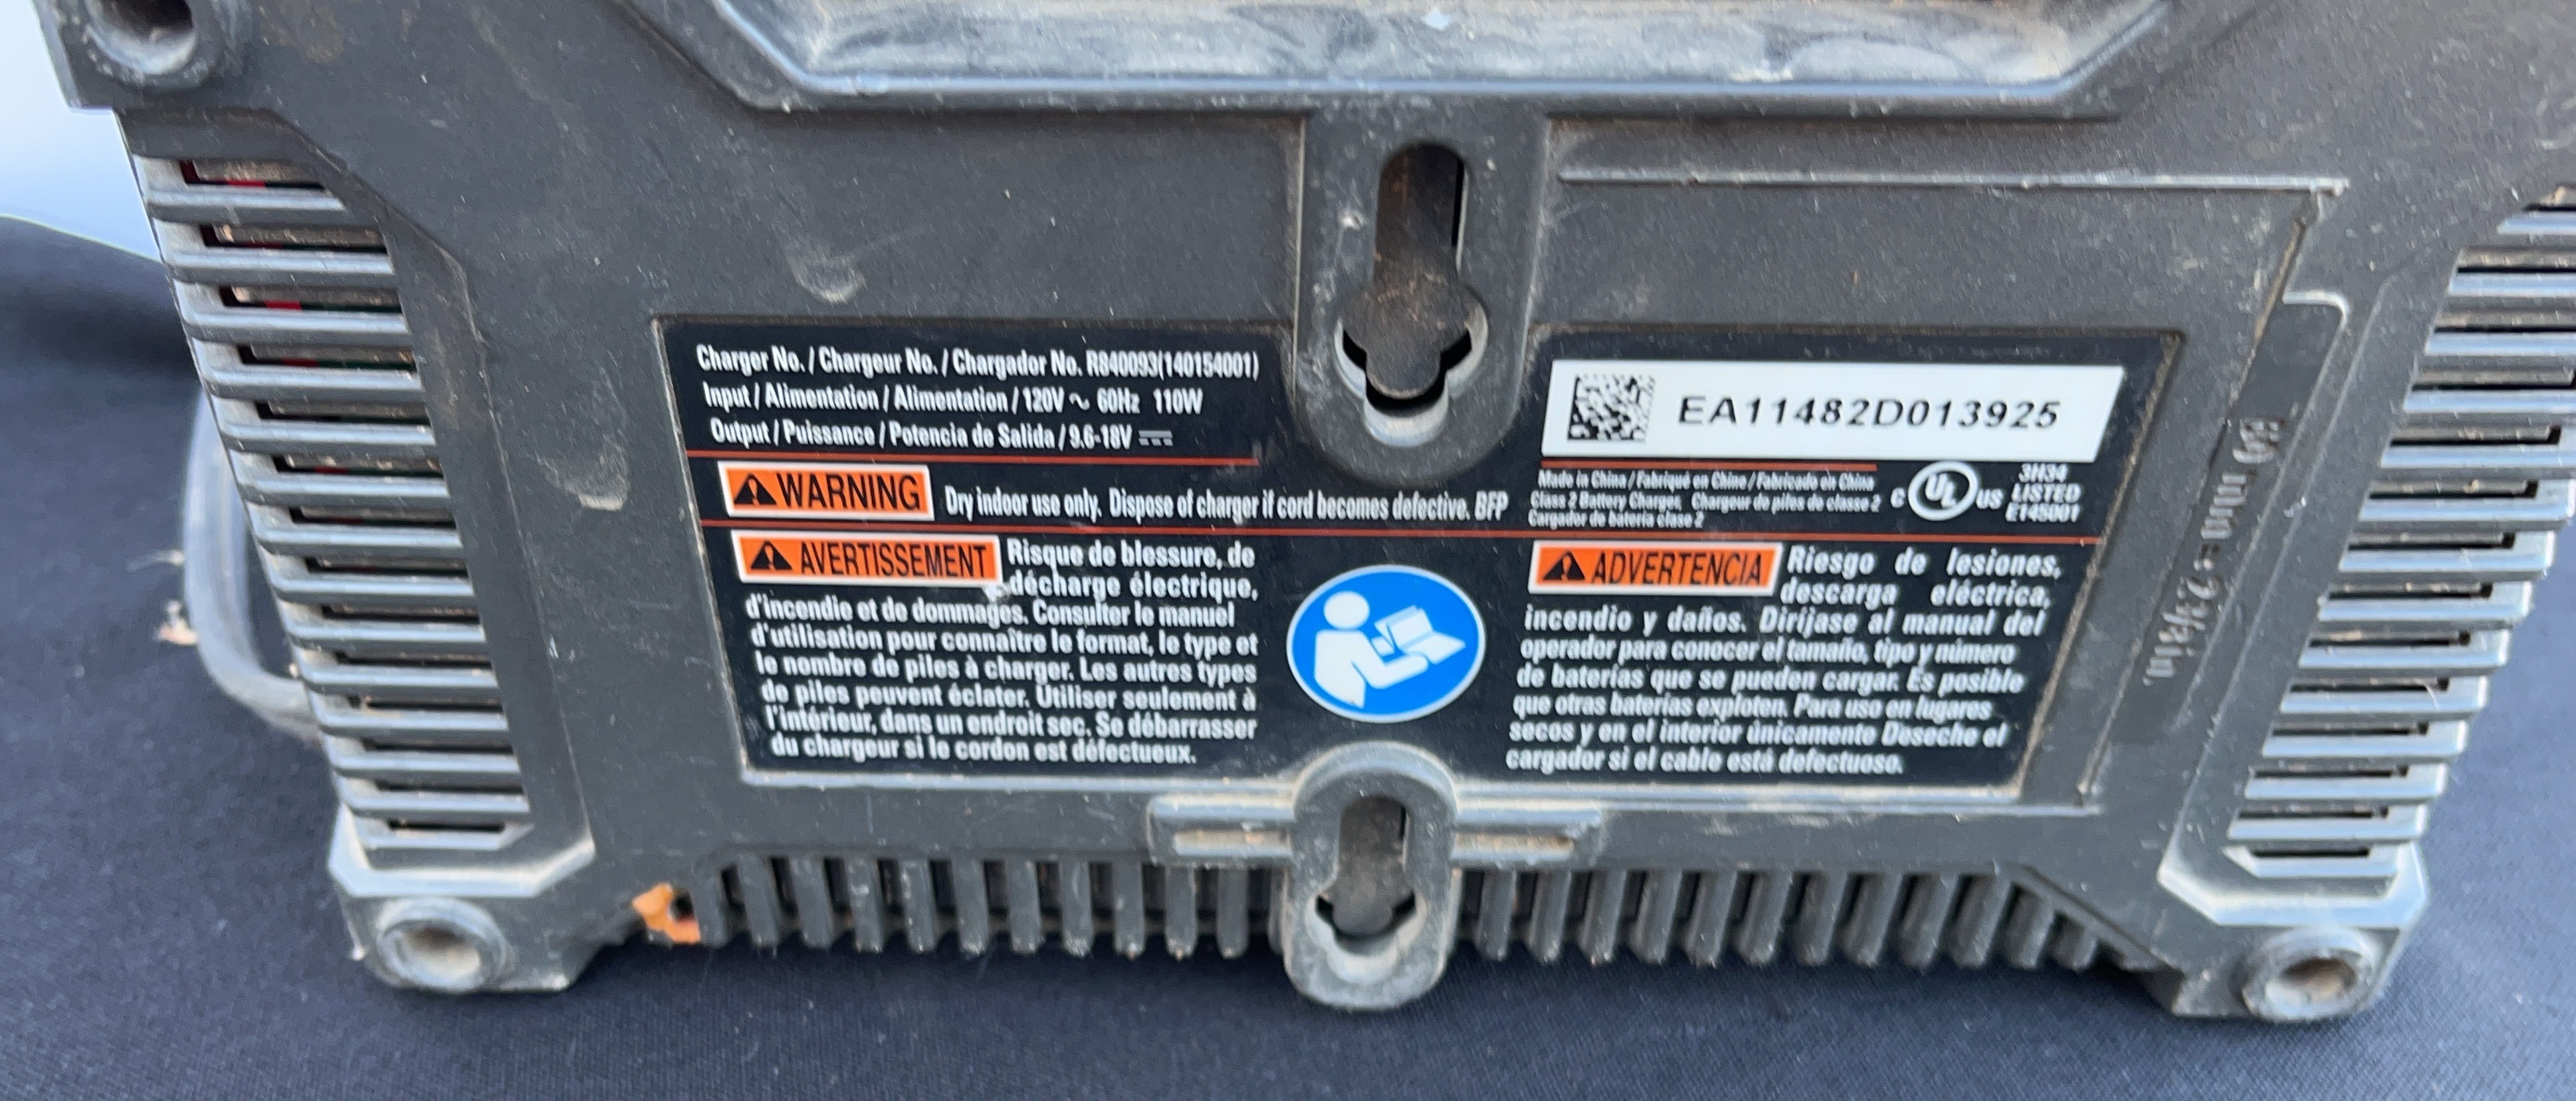 Charger No. / Chargeur No. / Chargador No. R840093(140154001)
Input / Alimentation / Alimentation / 120V ~ 60Hz 110W
Output / Puissance / Potencia de Salida / 9.6-18V ⎓
EA11482D013925
WARNING Dry indoor use only. Dispose of charger if cord becomes defective. BFP
Made in China / Fabriqué en Chine / Fabricado en China
Class 2 Battery Charger, Chargeur de piles de classe 2
Cargador de batería clase 2
C UL US
3H34
LISTED
E145001
AVERTISSEMENT Risque de blessure, de
décharge électrique,
d'incendie et de dommages. Consulter le manuel
d'utilisation pour connaître le format, le type et
le nombre de piles à charger. Les autres types
de piles peuvent éclater. Utiliser seulement à
l'intérieur, dans un endroit sec. Se débarrasser
du chargeur si le cordon est défectueux.
ADVERTENCIA Riesgo de lesiones,
descarga eléctrica,
incendio y daños. Diríjase al manual del
operador para conocer el tamaño, tipo y número
de baterías que se pueden cargar. Es posible
que otras baterías exploten. Para uso en lugares
secos y en el interior únicamente Deseche el
cargador si el cable está defectuoso.